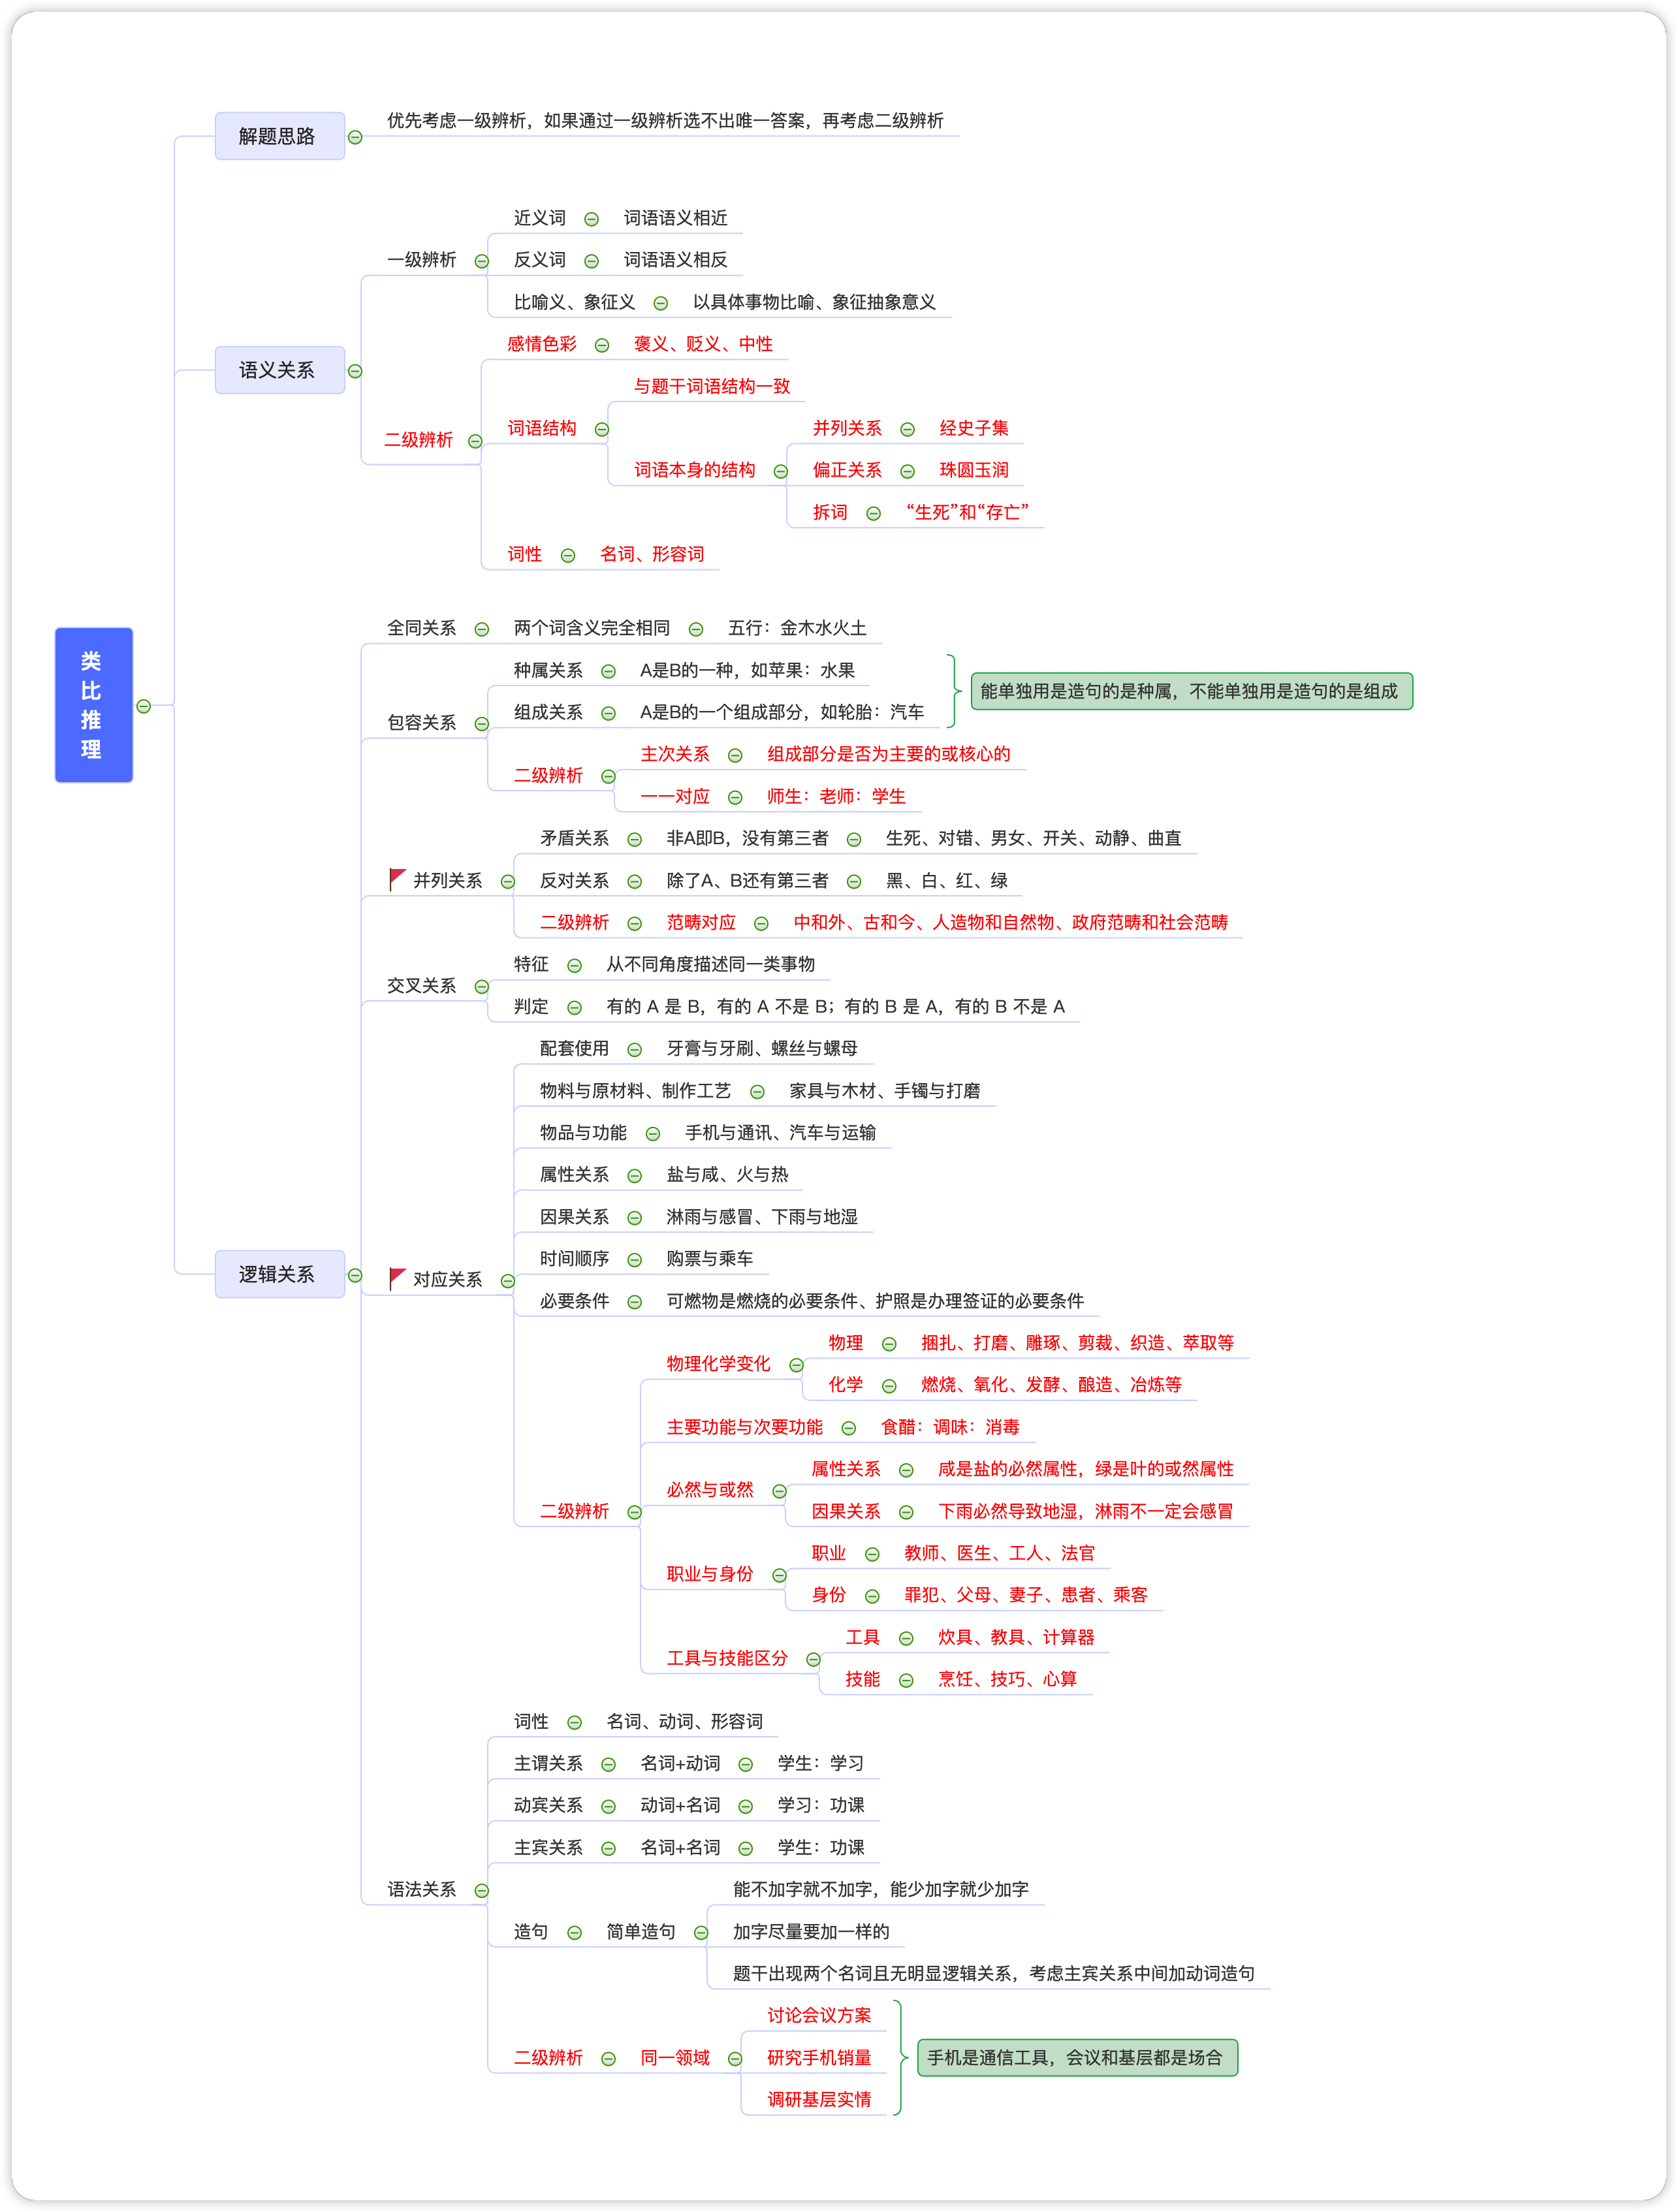 类比推理
解题思路
优先考虑一级辨析，如果通过一级辨析选不出唯一答案，再考虑二级辨析
语义关系
一级辨析
近义词
词语语义相近
反义词
词语语义相反
比喻义、象征义
以具体事物比喻、象征抽象意义
二级辨析
感情色彩
褒义、贬义、中性
词语结构
与题干词语结构一致
词语本身的结构
并列关系
经史子集
偏正关系
珠圆玉润
拆词
“生死”和“存亡”
词性
名词、形容词
逻辑关系
全同关系
两个词含义完全相同
五行：金木水火土
包容关系
种属关系
A是B的一种，如苹果：水果
组成关系
A是B的一个组成部分，如轮胎：汽车
能单独用是造句的是种属，不能单独用是造句的是组成
二级辨析
主次关系
组成部分是否为主要的或核心的
一一对应
师生：老师：学生
并列关系
矛盾关系
非A即B，没有第三者
生死、对错、男女、开关、动静、曲直
反对关系
除了A、B还有第三者
黑、白、红、绿
二级辨析
范畴对应
中和外、古和今、人造物和自然物、政府范畴和社会范畴
交叉关系
特征
从不同角度描述同一类事物
判定
有的 A 是 B，有的 A 不是 B；有的 B 是 A，有的 B 不是 A
对应关系
配套使用
牙膏与牙刷、螺丝与螺母
物料与原材料、制作工艺
家具与木材、手镯与打磨
物品与功能
手机与通讯、汽车与运输
属性关系
盐与咸、火与热
因果关系
淋雨与感冒、下雨与地湿
时间顺序
购票与乘车
必要条件
可燃物是燃烧的必要条件、护照是办理签证的必要条件
二级辨析
物理化学变化
物理
捆扎、打磨、雕琢、剪裁、织造、萃取等
化学
燃烧、氧化、发酵、酿造、冶炼等
主要功能与次要功能
食醋：调味：消毒
必然与或然
属性关系
咸是盐的必然属性，绿是叶的或然属性
因果关系
下雨必然导致地湿，淋雨不一定会感冒
职业与身份
职业
教师、医生、工人、法官
身份
罪犯、父母、妻子、患者、乘客
工具与技能区分
工具
炊具、教具、计算器
技能
烹饪、技巧、心算
语法关系
词性
名词、动词、形容词
主谓关系
名词+动词
学生：学习
动宾关系
动词+名词
学习：功课
主宾关系
名词+名词
学生：功课
造句
简单造句
能不加字就不加字，能少加字就少加字
加字尽量要加一样的
题干出现两个名词且无明显逻辑关系，考虑主宾关系中间加动词造句
二级辨析
同一领域
讨论会议方案
研究手机销量
调研基层实情
手机是通信工具，会议和基层都是场合